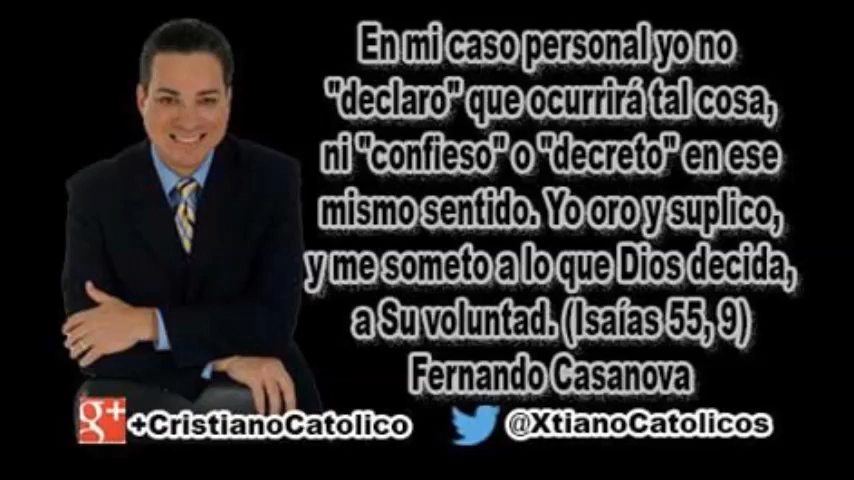 En mi caso personal yo no
"declaro" que ocurrirá tal cosa,
ni "confieso" o "decreto" en ese
mismo sentido. Yo oro y suplico,
y me someto a lo que Dios decida,
a Su voluntad. (Isaías 55, 9)
Fernando Casanova
g+ +CristianoCatolico @XtianoCatolicos